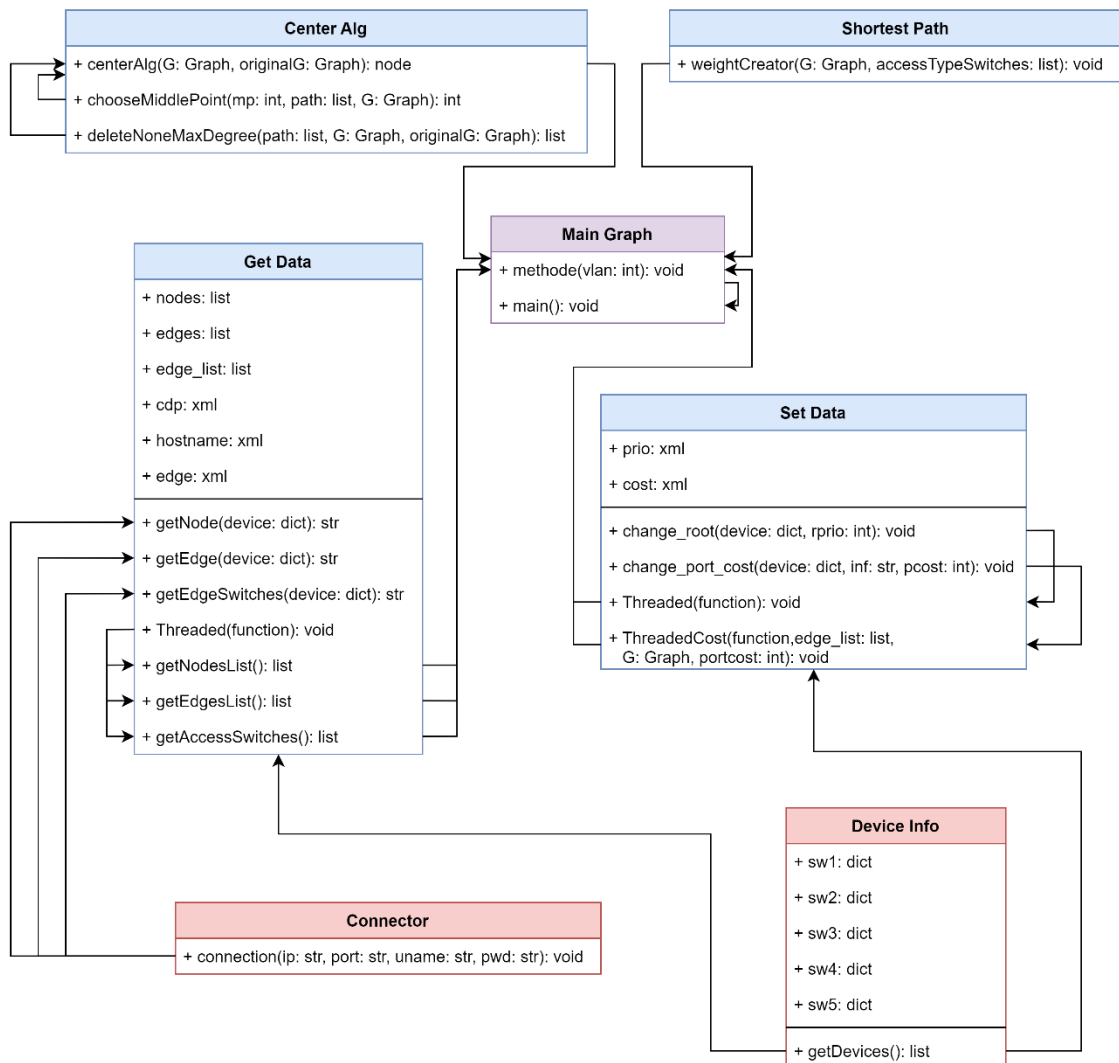 Center Alg
+ centerAlg(G: Graph, originalG: Graph): node
+ chooseMiddlePoint(mp: int, path: list, G: Graph): int
+ deleteNoneMaxDegree(path: list, G: Graph, originalG: Graph): list
Shortest Path
+ weightCreator(G: Graph, accessTypeSwitches: list): void
Main Graph
+ methode(vlan: int): void
+ main(): void
Get Data
+ nodes: list
+ edges: list
+ edge_list: list
+ cdp: xml
+ hostname: xml
+ edge: xml
+ getNode(device: dict): str
+ getEdge(device: dict): str
+ getEdgeSwitches(device: dict): str
+ Threaded(function): void
+ getNodesList(): list
+ getEdgesList(): list
+ getAccessSwitches(): list
Set Data
+ prio: xml
+ cost: xml
+ change_root(device: dict, rprio: int): void
+ change_port_cost(device: dict, inf: str, pcost: int): void
+ Threaded(function): void
+ ThreadedCost(function,edge_list: list,
G: Graph, portcost: int): void
Connector
+ connection(ip: str, port: str, uname: str, pwd: str): void
Device Info
+ sw1: dict
+ sw2: dict
+ sw3: dict
+ sw4: dict
+ sw5: dict
+ getDevices(): list